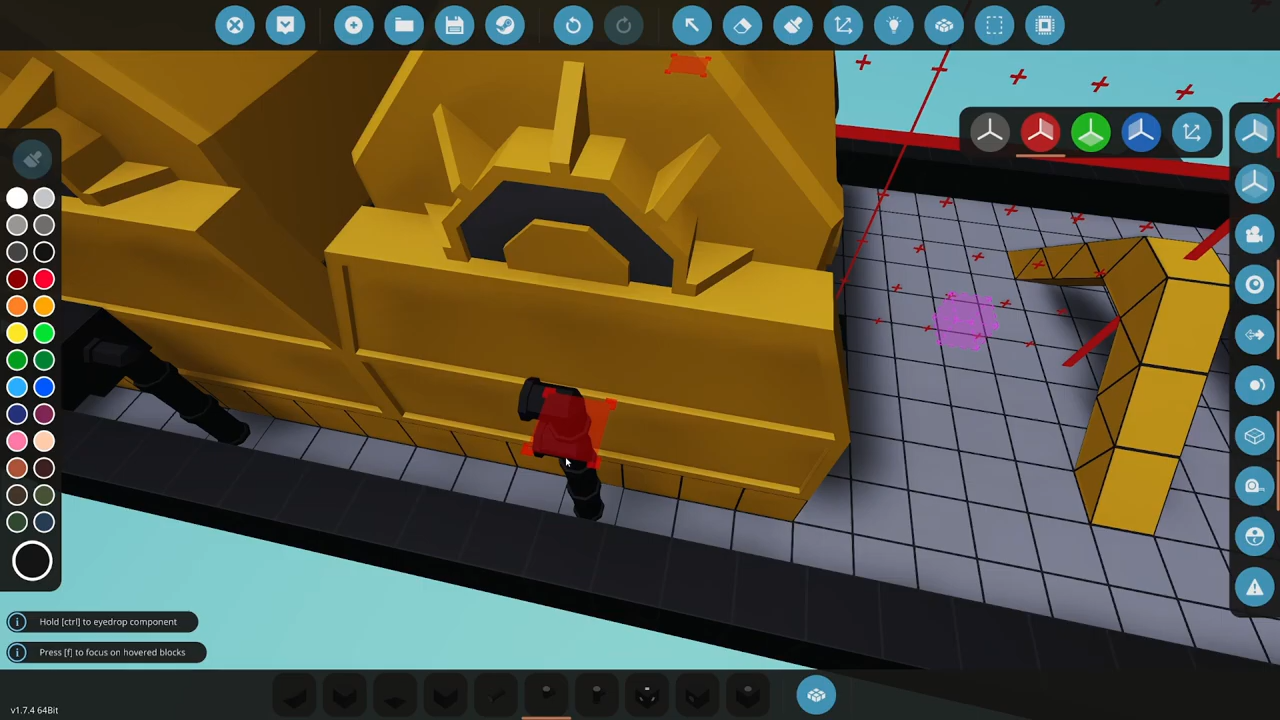 Hold [ctrl] to eyedrop component
Press [f] to focus on hovered blocks
v1.7.4 64Bit